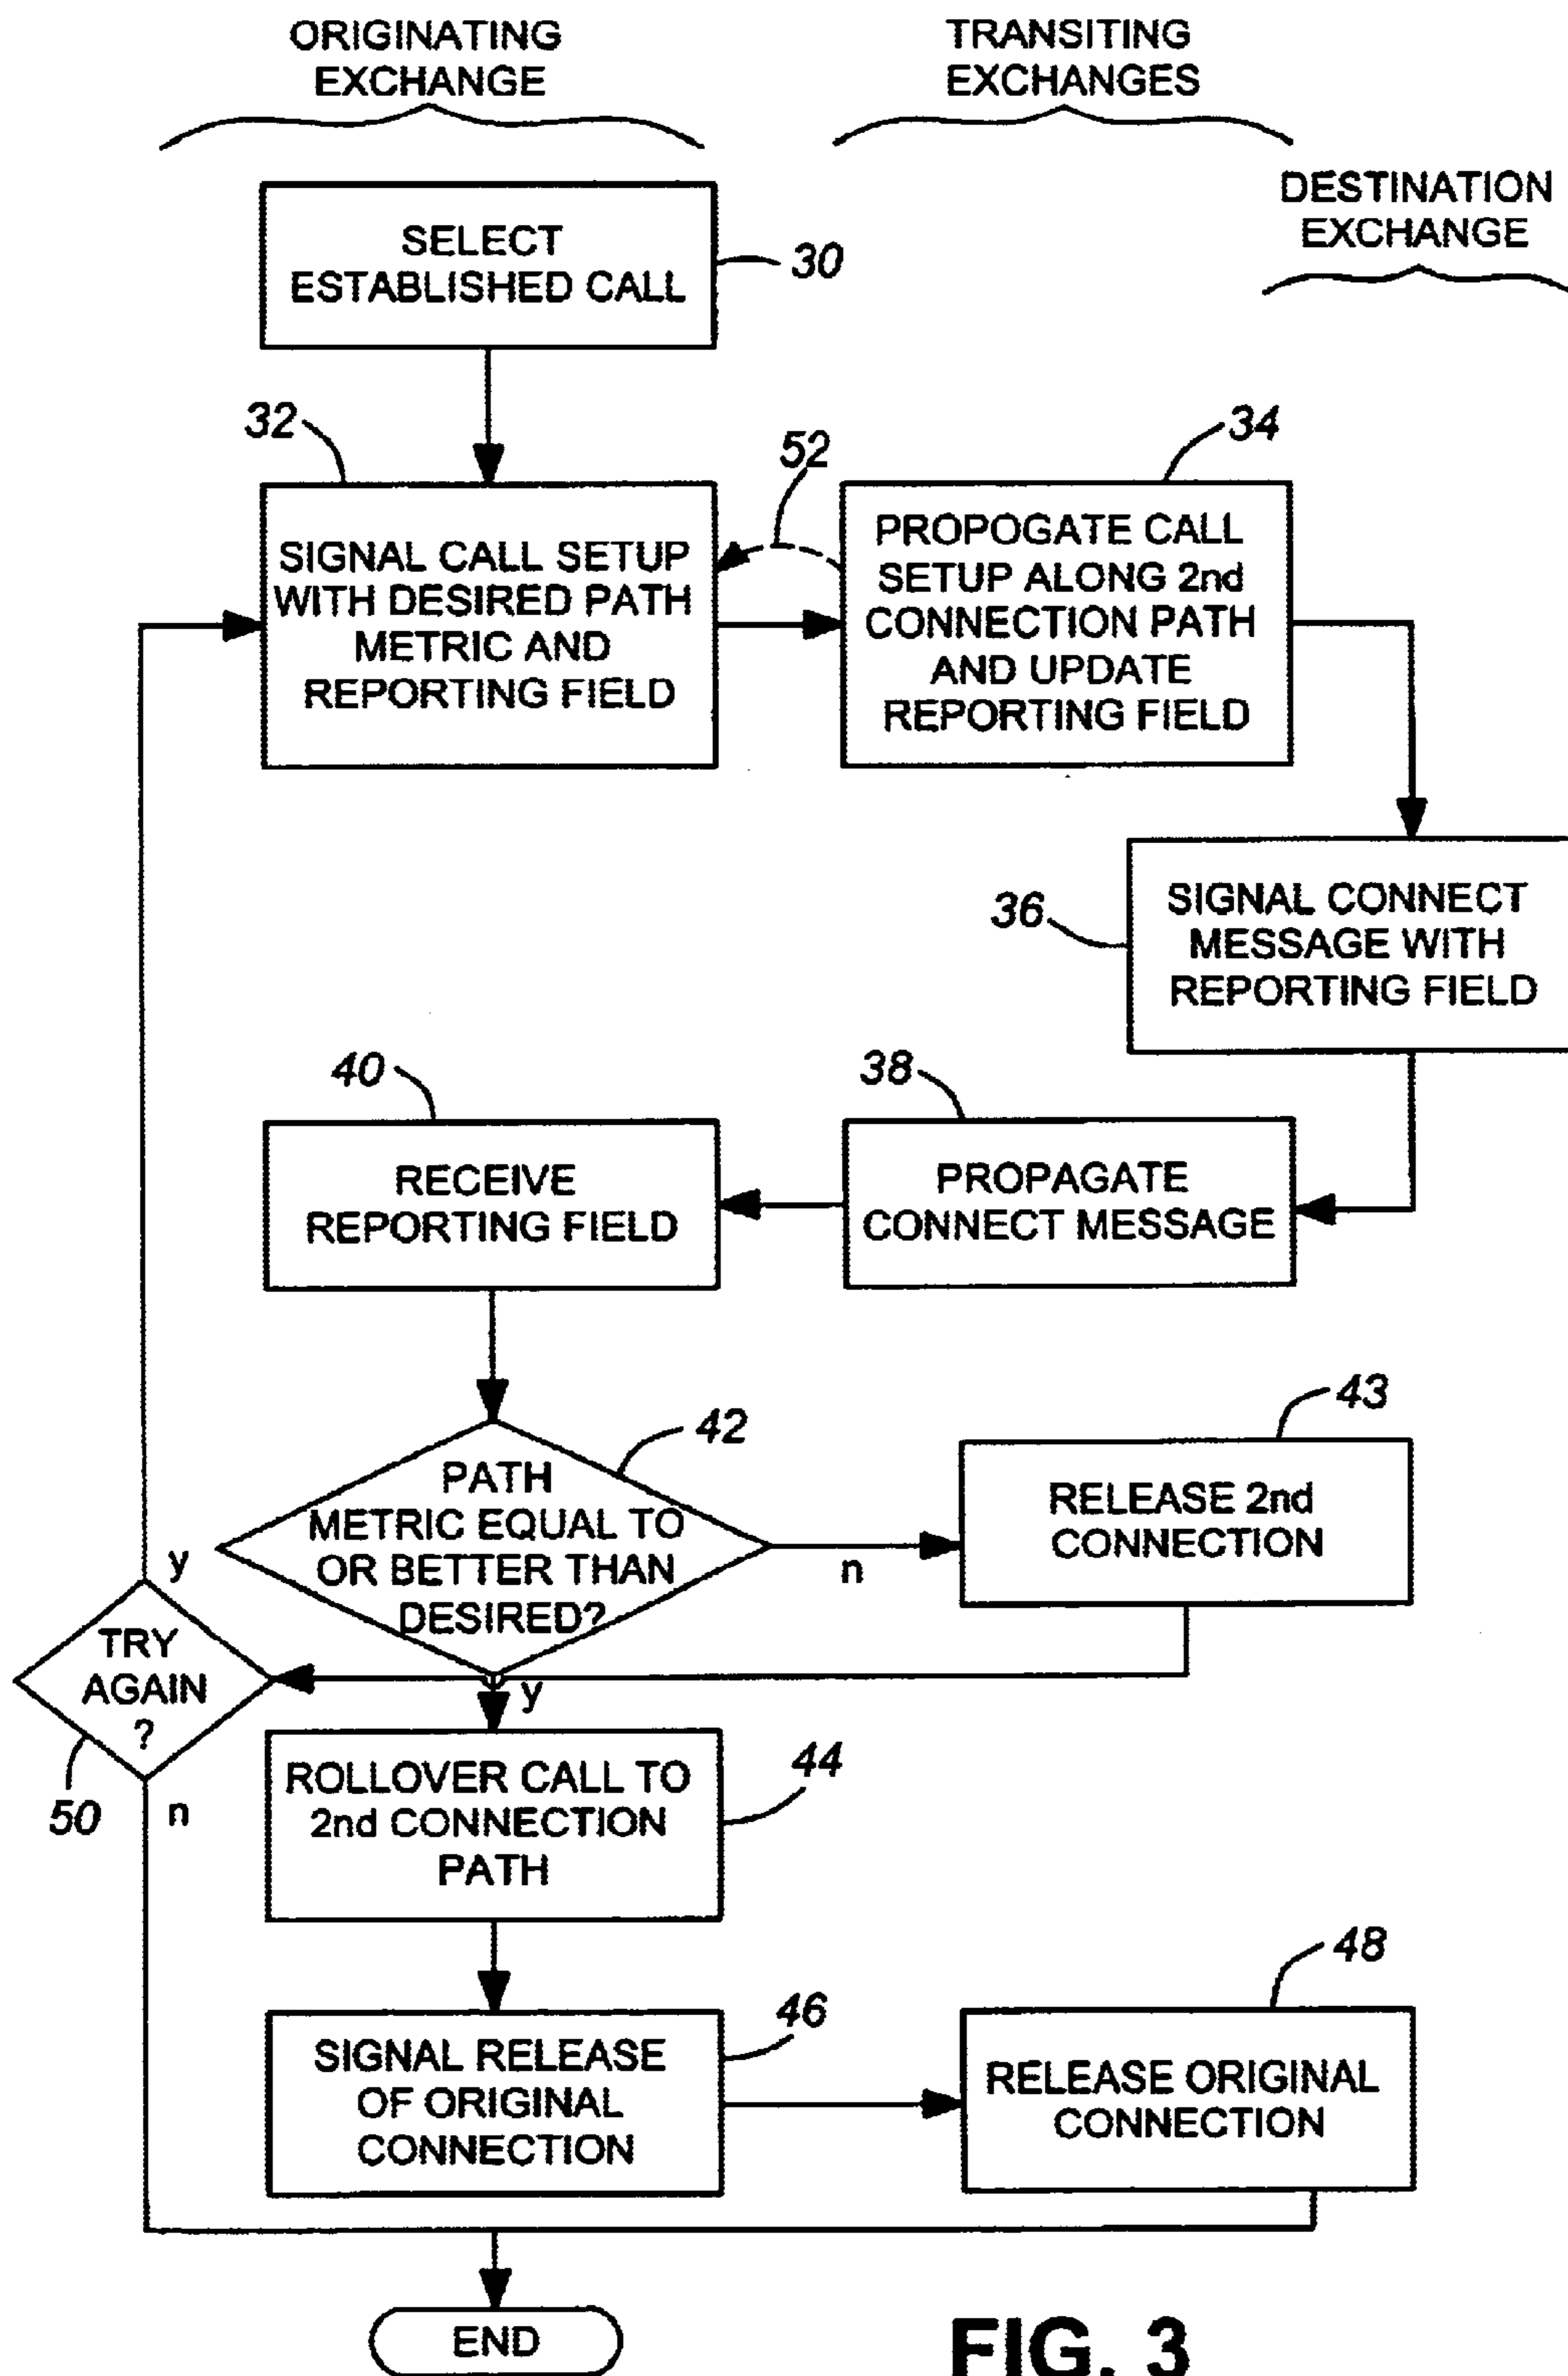 ORIGINATING
EXCHANGE
TRANSITING
EXCHANGES
DESTINATION
EXCHANGE
SELECT
ESTABLISHED CALL
30
32
SIGNAL CALL SETUP
WITH DESIRED PATH
METRIC AND
REPORTING FIELD
52
34
PROPOGATE CALL
SETUP ALONG 2nd
CONNECTION PATH
AND UPDATE
REPORTING FIELD
36
SIGNAL CONNECT
MESSAGE WITH
REPORTING FIELD
38
PROPAGATE
CONNECT MESSAGE
40
RECEIVE
REPORTING FIELD
42
PATH
METRIC EQUAL TO
OR BETTER THAN
DESIRED?
n
43
RELEASE 2nd
CONNECTION
y
TRY
AGAIN
?
50
n
y
ROLLOVER CALL TO
2nd CONNECTION
PATH
44
SIGNAL RELEASE
OF ORIGINAL
CONNECTION
46
48
RELEASE ORIGINAL
CONNECTION
END
FIG. 3